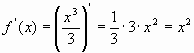 f'(x) = (x³/3)' = 1/3 · 3 · x² = x²